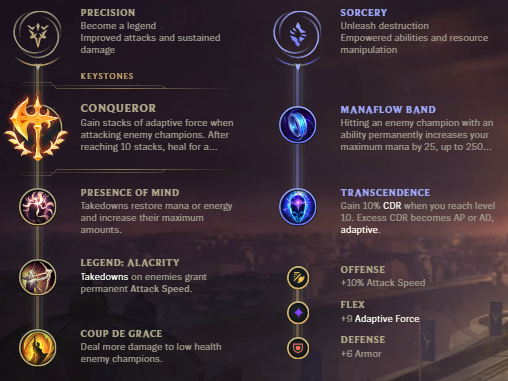 PRECISION
Become a legend
Improved attacks and sustained
damage
KEYSTONES
CONQUEROR
Gain stacks of adaptive force when
attacking enemy champions. After
reaching 10 stacks, heal for a...
PRESENCE OF MIND
Takedowns restore mana or energy
and increase their maximum
amounts.
LEGEND: ALACRITY
Takedowns on enemies grant
permanent Attack Speed.
COUP DE GRACE
Deal more damage to low health
enemy champions.
SORCERY
Unleash destruction
Empowered abilities and resource
manipulation
MANAFLOW BAND
Hitting an enemy champion with an
ability permanently increases your
maximum mana by 25, up to 250...
TRANSCENDENCE
Gain 10% CDR when you reach level
10. Excess CDR becomes AP or AD,
adaptive.
OFFENSE
+10% Attack Speed
FLEX
+9 Adaptive Force
DEFENSE
+6 Armor